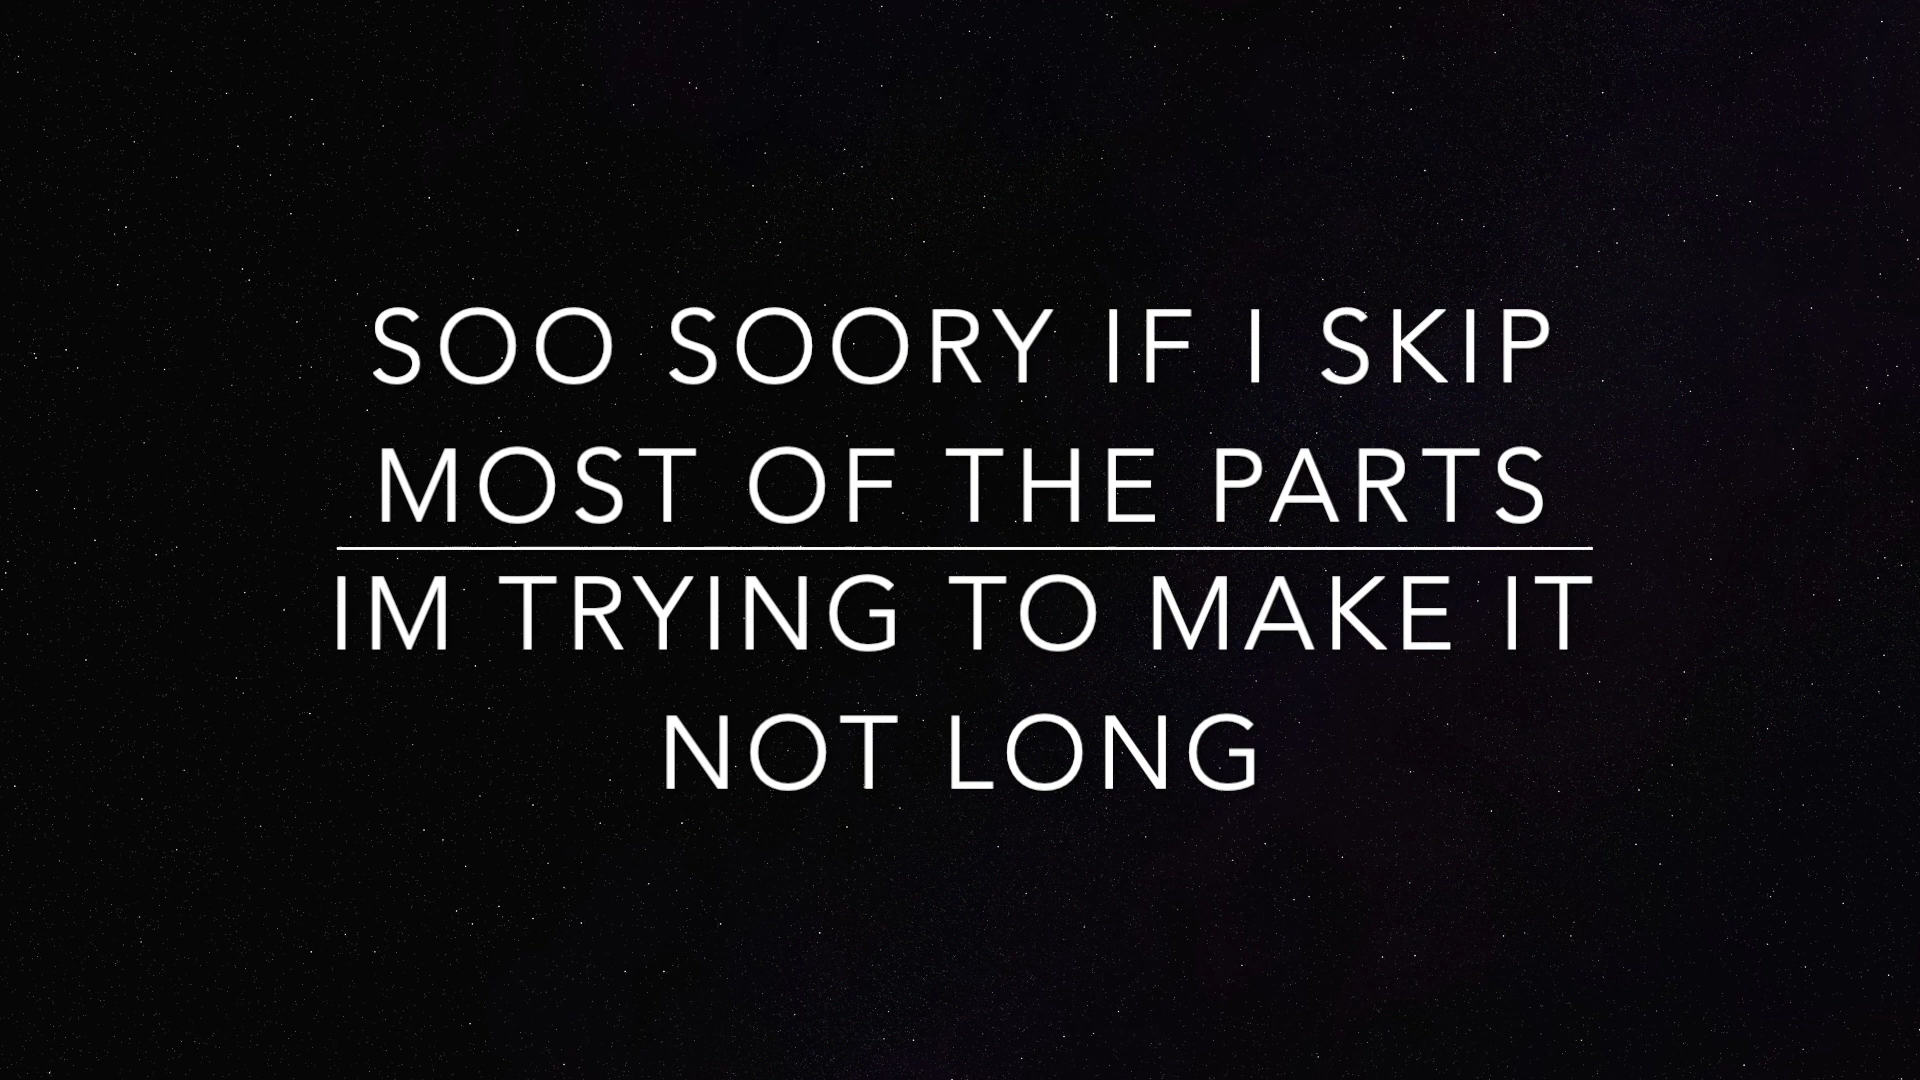 SOO SOORY IF I SKIP
MOST OF THE PARTS
IM TRYING TO MAKE IT
NOT LONG